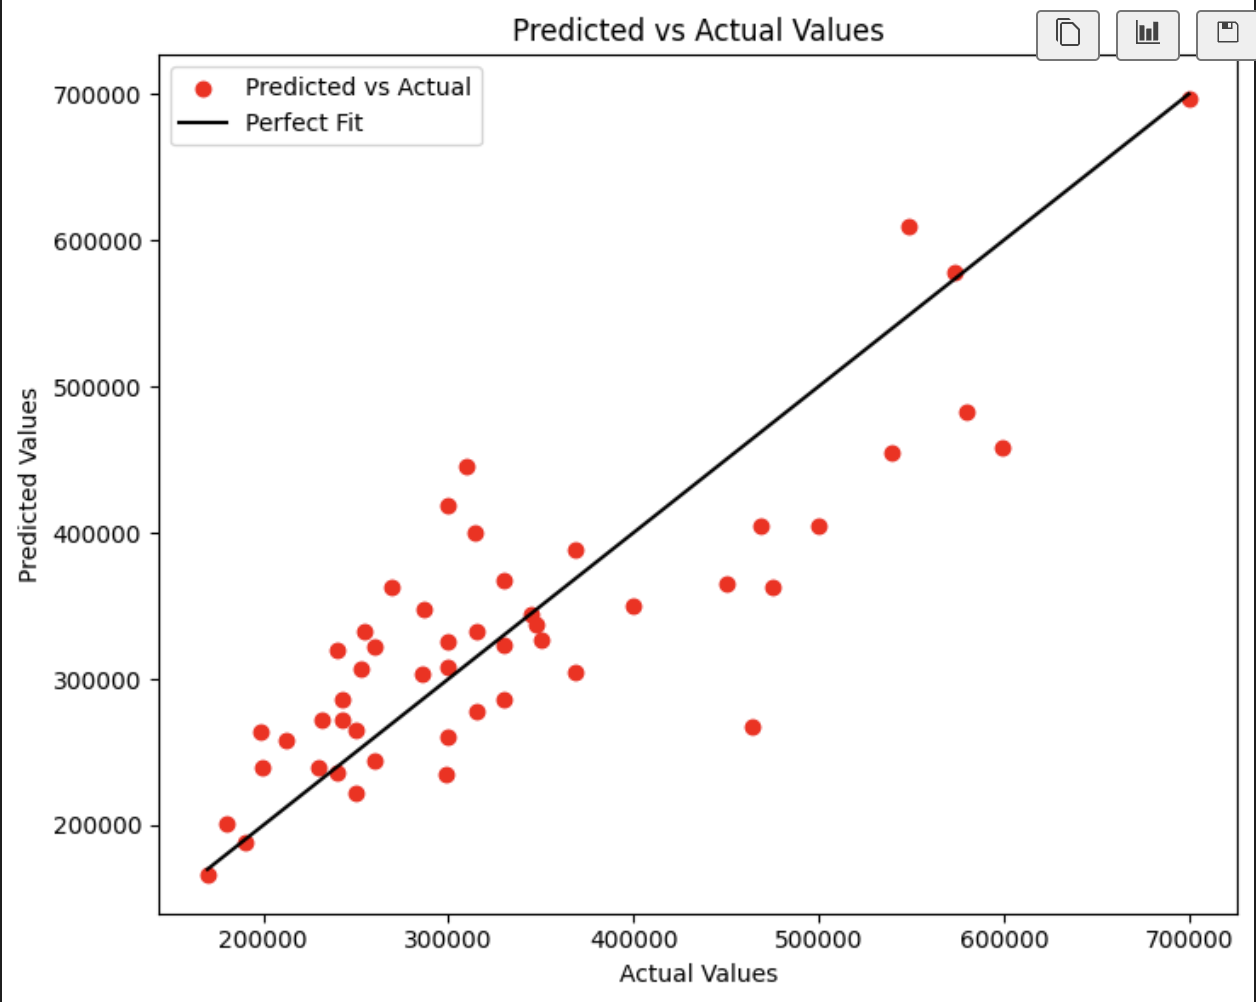 Predicted vs Actual Values
Predicted vs Actual
Perfect Fit
700000
600000
500000
400000
300000
200000
Predicted Values
200000 300000 400000 500000 600000 700000
Actual Values